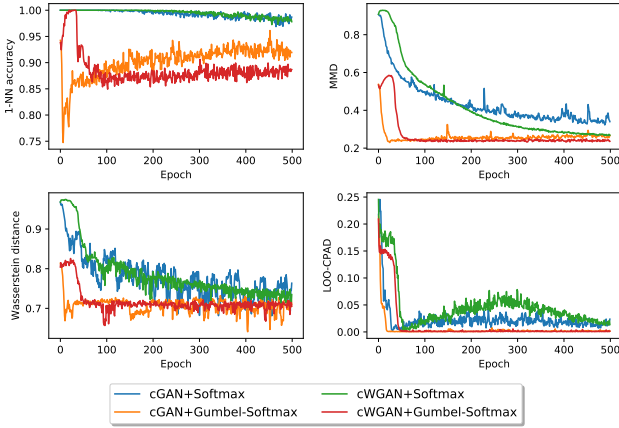 1.00
0.95
0.90
0.85
0.80
0.75
1-NN accuracy
0 100 200 300 400 500
Epoch
0.8
0.6
0.4
0.2
MMD
0 100 200 300 400 500
Epoch
0.9
0.8
0.7
Wasserstein distance
0 100 200 300 400 500
Epoch
0.25
0.20
0.15
0.10
0.05
0.00
LOO-CPAD
0 100 200 300 400 500
Epoch
cGAN+Softmax
cGAN+Gumbel-Softmax
cWGAN+Softmax
cWGAN+Gumbel-Softmax